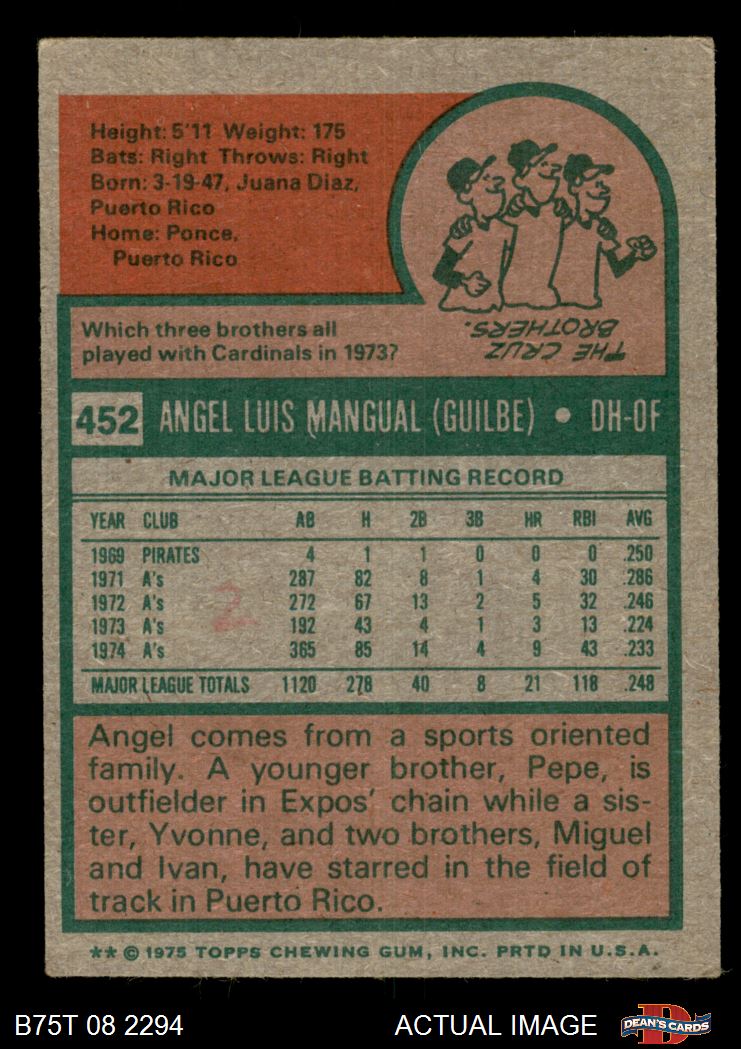 Height: 5'11 Weight: 175
Bats: Right Throws: Right
Born: 3-19-47, Juana Diaz,
Puerto Rico
Home: Ponce,
Puerto Rico
THE CRUZ
BROTHERS.
Which three brothers all
played with Cardinals in 1973?
452 ANGEL LUIS MANGUAL (GUILBE) • DH-OF
MAJOR LEAGUE BATTING RECORD
YEAR CLUB AB H 2B 3B HR RBI AVG
1969 PIRATES 4 1 1 0 0 0 .250
1971 A's 287 82 8 1 4 30 .286
1972 A's 272 67 13 2 5 32 .246
1973 A's 192 43 4 1 3 13 .224
1974 A's 365 85 14 4 9 43 .233
MAJOR LEAGUE TOTALS 1120 278 40 8 21 118 .248
2
Angel comes from a sports oriented
family. A younger brother, Pepe, is
outfielder in Expos' chain while a sis-
ter, Yvonne, and two brothers, Miguel
and Ivan, have starred in the field of
track in Puerto Rico.
** © 1975 TOPPS CHEWING GUM, INC. PRTD IN U.S.A.
B75T 08 2294 ACTUAL IMAGE
D
DEAN'S CARDS